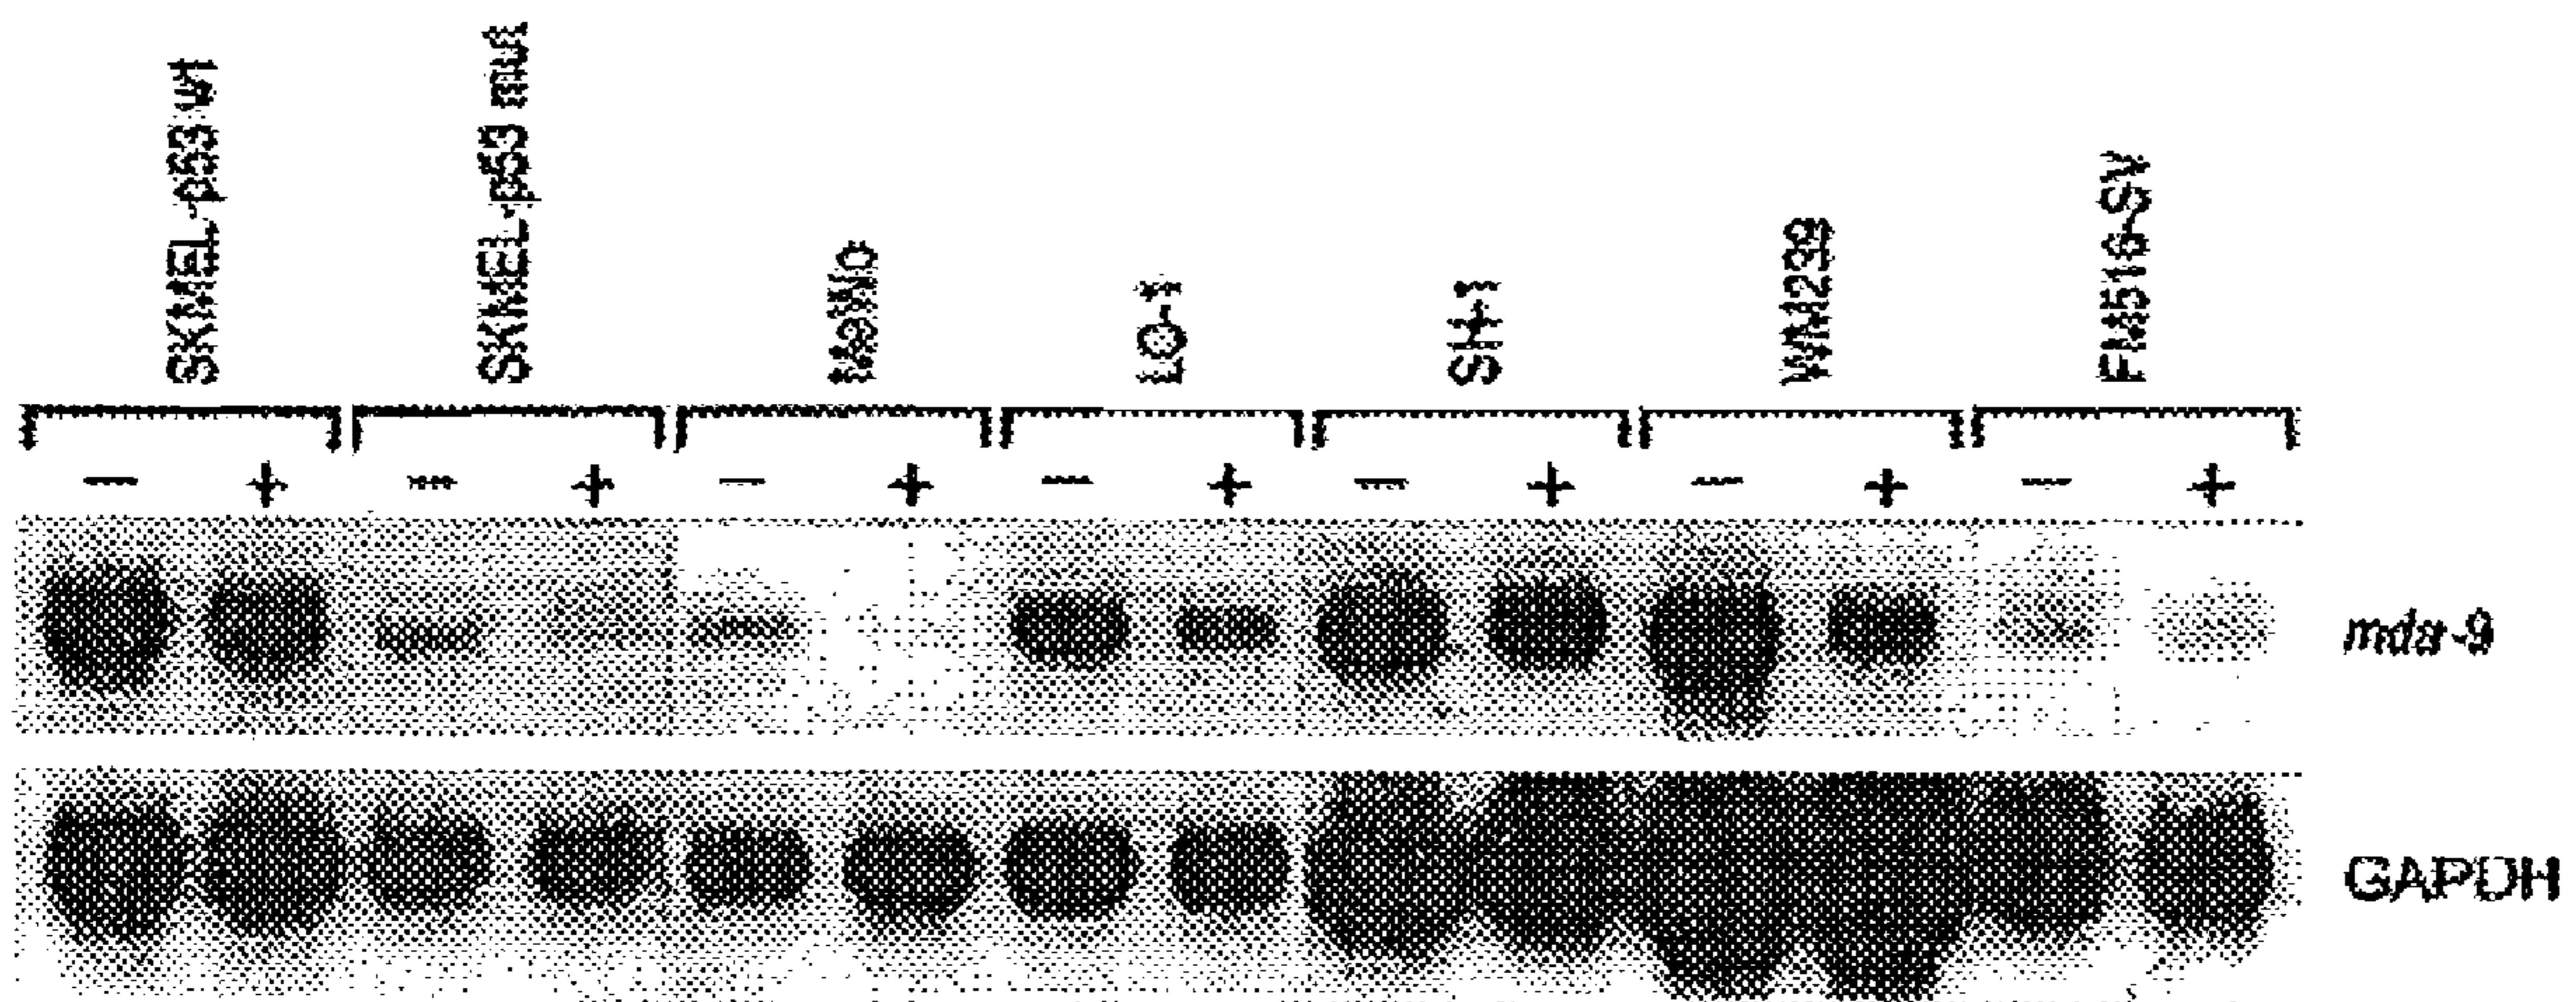 SKMEL-p53 wt
SKMEL-p53 mut
MeWo
LO-1
SH-1
WM239
FM516-SV
− + − + − + − + − + − + − +
mda-9
GAPDH